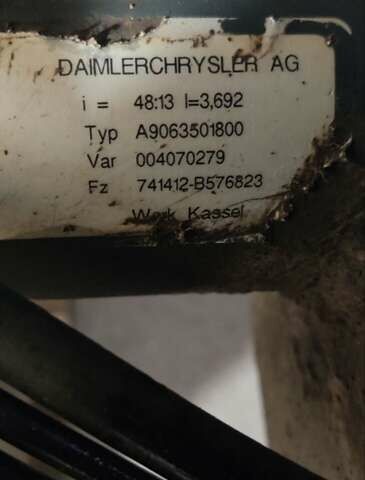 DAIMLERCHRYSLER AG
i = 48:13 I=3,692
Typ A9063501800
Var 004070279
Fz 741412-B576823
Werk Kassel